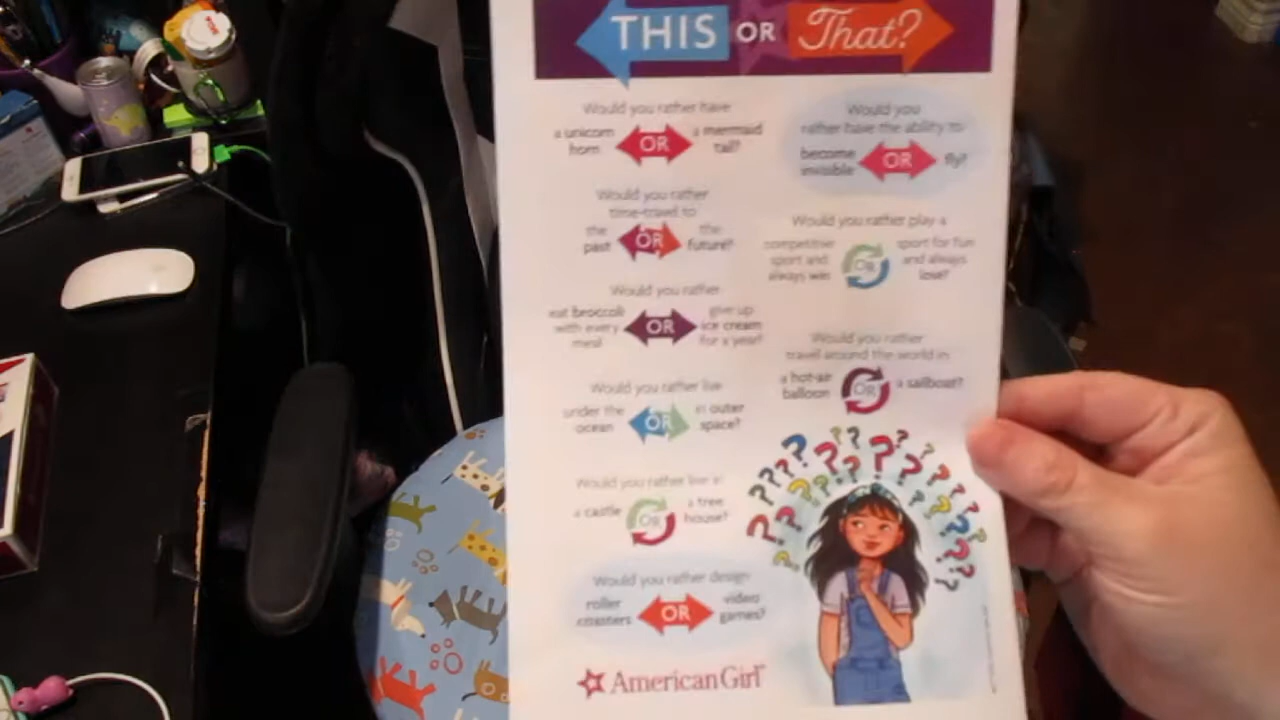 THIS OR That?
Would you rather have
a unicorn horn OR a mermaid tail?
Would you rather
time-travel to
the past OR the future?
Would you rather
eat broccoli with every meal OR give up ice cream for a year?
Would you rather live
under the ocean OR in outer space?
Would you rather live in
a castle OR a tree house?
Would you rather design
roller coasters OR video games?
Would you
rather have the ability to
become invisible OR fly?
Would you rather play a
competitive sport and always win OR sport for fun and always lose?
Would you rather
travel around the world in
a hot-air balloon OR a sailboat?
American Girl